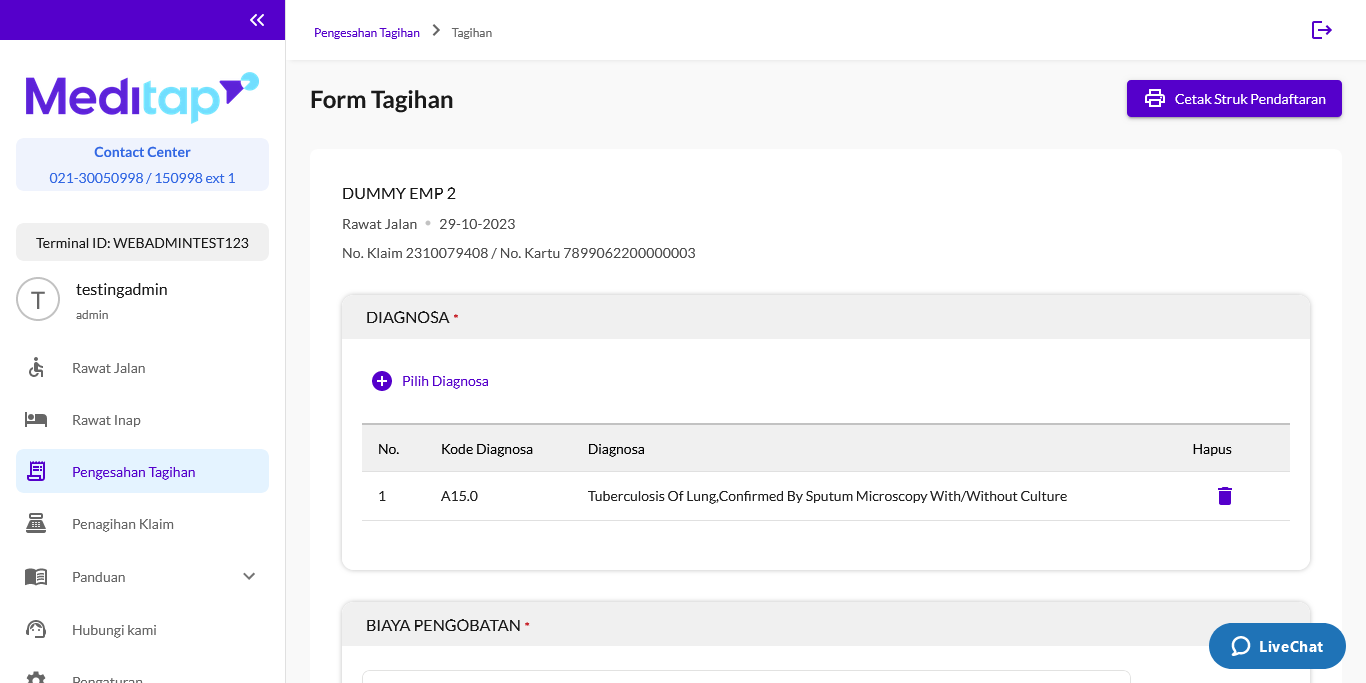 Meditap
Contact Center
021-30050998 / 150998 ext 1
Terminal ID: WEBADMINTEST123
T
testingadmin
admin
Rawat Jalan
Rawat Inap
Pengesahan Tagihan
Penagihan Klaim
Panduan
Hubungi kami
Pengaturan
Pengesahan Tagihan > Tagihan
Form Tagihan
Cetak Struk Pendaftaran
DUMMY EMP 2
Rawat Jalan • 29-10-2023
No. Klaim 2310079408 / No. Kartu 7899062200000003
DIAGNOSA *
Pilih Diagnosa
No. Kode Diagnosa Diagnosa Hapus
1 A15.0 Tuberculosis Of Lung,Confirmed By Sputum Microscopy With/Without Culture
BIAYA PENGOBATAN *
LiveChat